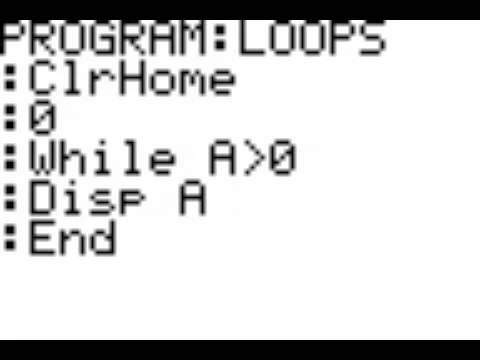 PROGRAM:LOOPS
:ClrHome
:0
:While A>0
:Disp A
:End